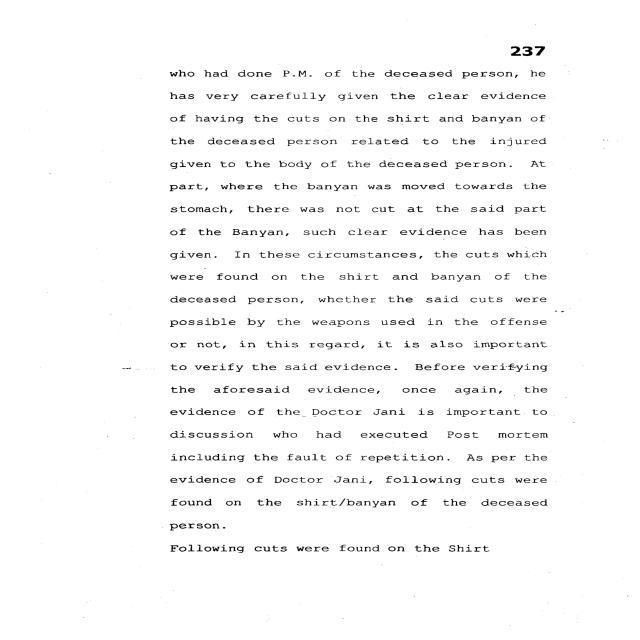 237
who had done P.M. of the deceased person, he
has very carefully given the clear evidence
of having the cuts on the shirt and banyan of
the deceased person related to the injured
given to the body of the deceased person. At
part, where the banyan was moved towards the
stomach, there was not cut at the said part
of the Banyan, such clear evidence has been
given. In these circumstances, the cuts which
were found on the shirt and banyan of the
deceased person, whether the said cuts were
possible by the weapons used in the offense
or not, in this regard, it is also important
to verify the said evidence. Before verifying
the aforesaid evidence, once again, the
evidence of the Doctor Jani is important to
discussion who had executed Post mortem
including the fault of repetition. As per the
evidence of Doctor Jani, following cuts were
found on the shirt/banyan of the deceased
person.
Following cuts were found on the Shirt